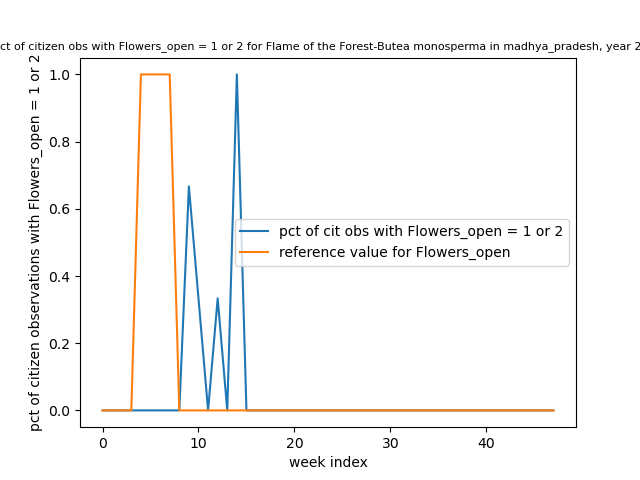 ct of citizen obs with Flowers_open = 1 or 2 for Flame of the Forest-Butea monosperma in madhya_pradesh, year 2
pct of citizen observations with Flowers_open = 1 or 2
1.0
0.8
0.6
0.4
0.2
0.0
pct of cit obs with Flowers_open = 1 or 2
reference value for Flowers_open
0 10 20 30 40
week index